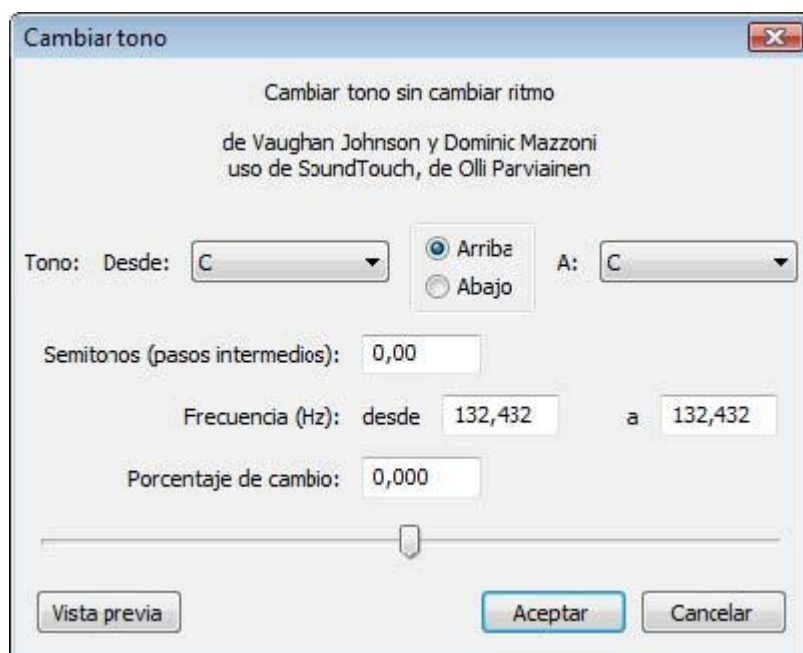 Cambiar tono
Cambiar tono sin cambiar ritmo
de Vaughan Johnson y Dominic Mazzoni
uso de SoundTouch, de Olli Parviainen
Tono: Desde: C Arriba Abajo A: C
Semitonos (pasos intermedios): 0,00
Frecuencia (Hz): desde 132,432 a 132,432
Porcentaje de cambio: 0,000
Vista previa Aceptar Cancelar